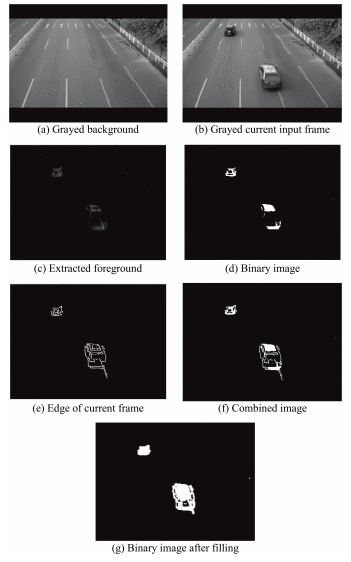 (a) Grayed background
(b) Grayed current input frame
(c) Extracted foreground
(d) Binary image
(e) Edge of current frame
(f) Combined image
(g) Binary image after filling